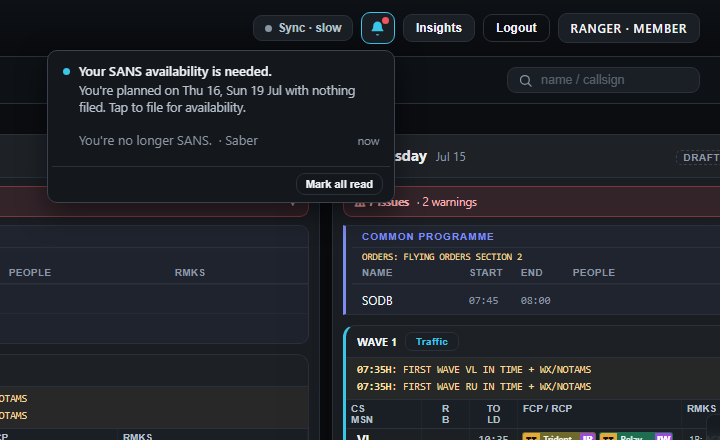 Sync · slow
Insights
Logout
RANGER · MEMBER
Your SANS availability is needed.
You're planned on Thu 16, Sun 19 Jul with nothing
filed. Tap to file for availability.
You're no longer SANS. · Saber
now
Mark all read
name / callsign
sday Jul 15
DRAFT
· 2 warnings
PEOPLE RMKS
COMMON PROGRAMME
ORDERS: FLYING ORDERS SECTION 2
NAME START END PEOPLE
SODB 07:45 08:00
WAVE 1 Traffic
07:35H: FIRST WAVE VL IN TIME + WX/NOTAMS
07:35H: FIRST WAVE RU IN TIME + WX/NOTAMS
OTAMS
OTAMS
CS R TO FCP / RCP RMKS
MSN B LD
CP RMKS
VL 10:35 Trident Relay